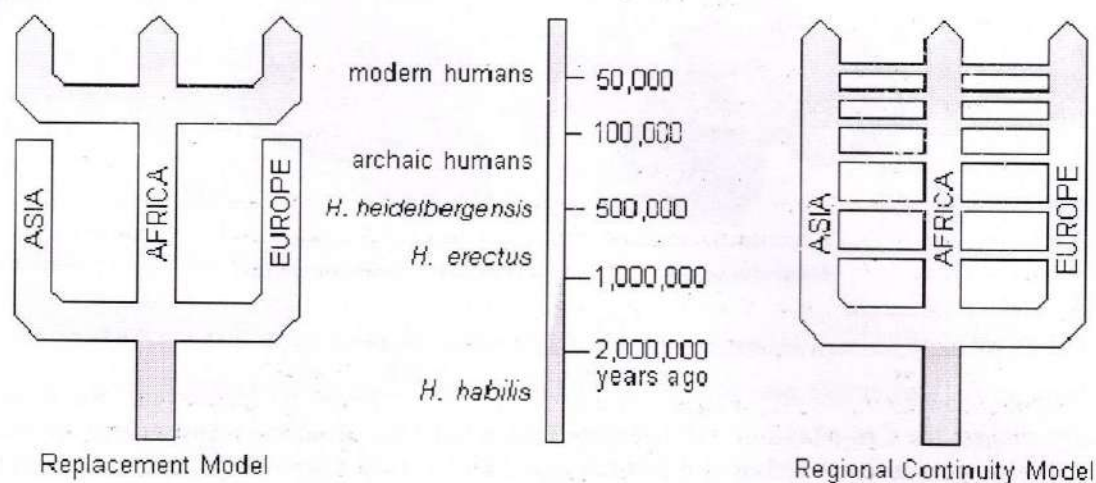 ASIA
AFRICA
EUROPE
Replacement Model
modern humans
archaic humans
H. heidelbergensis
H. erectus
H. habilis
50,000
100,000
500,000
1,000,000
2,000,000
years ago
ASIA
AFRICA
EUROPE
Regional Continuity Model